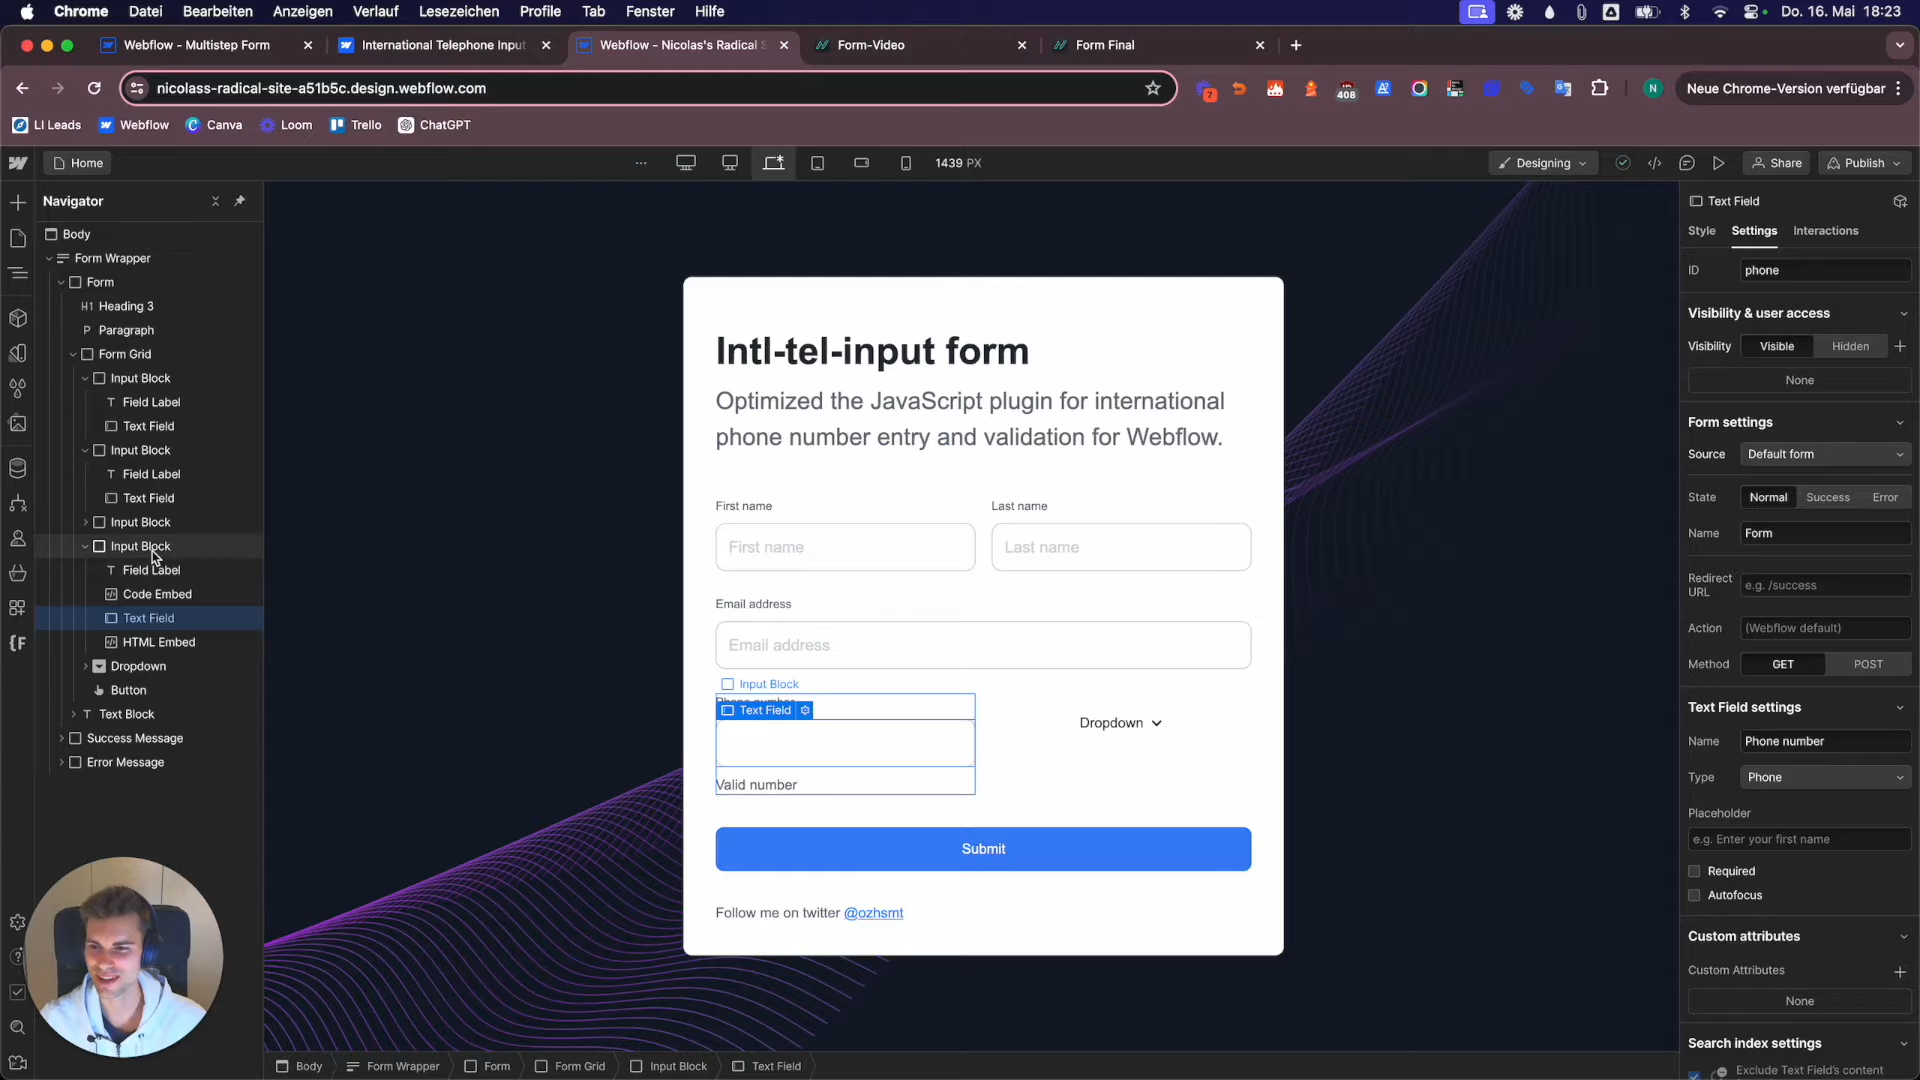 Chrome Datei Bearbeiten Anzeigen Verlauf Lesezeichen Profile Tab Fenster Hilfe Do. 16. Mai 18:23
Webflow - Multistep Form
International Telephone Input
Webflow - Nicolas's Radical S
Form-Video
Form Final
nicolass-radical-site-a51b5c.design.webflow.com
7
408
N
Neue Chrome-Version verfügbar
LI Leads Webflow Canva Loom Trello ChatGPT
Home
1439 PX
Designing
Share
Publish
Navigator
Body
Form Wrapper
Form
H1 Heading 3
P Paragraph
Form Grid
Input Block
T Field Label
Text Field
Input Block
T Field Label
Text Field
Input Block
Input Block
T Field Label
Code Embed
Text Field
HTML Embed
Dropdown
Button
T Text Block
Success Message
Error Message
Intl-tel-input form
Optimized the JavaScript plugin for international
phone number entry and validation for Webflow.
First name
Last name
First name
Last name
Email address
Email address
Input Block
Phone number
Text Field
Dropdown
Valid number
Submit
Follow me on twitter @ozhsmt
Body Form Wrapper Form Form Grid Input Block Text Field
Text Field
Style Settings Interactions
ID phone
Visibility & user access
Visibility Visible Hidden
None
Form settings
Source Default form
State Normal Success Error
Name Form
Redirect URL e.g. /success
Action (Webflow default)
Method GET POST
Text Field settings
Name Phone number
Type Phone
Placeholder
e.g. Enter your first name
Required
Autofocus
Custom attributes
Custom Attributes
None
Search index settings
Exclude Text Field's content